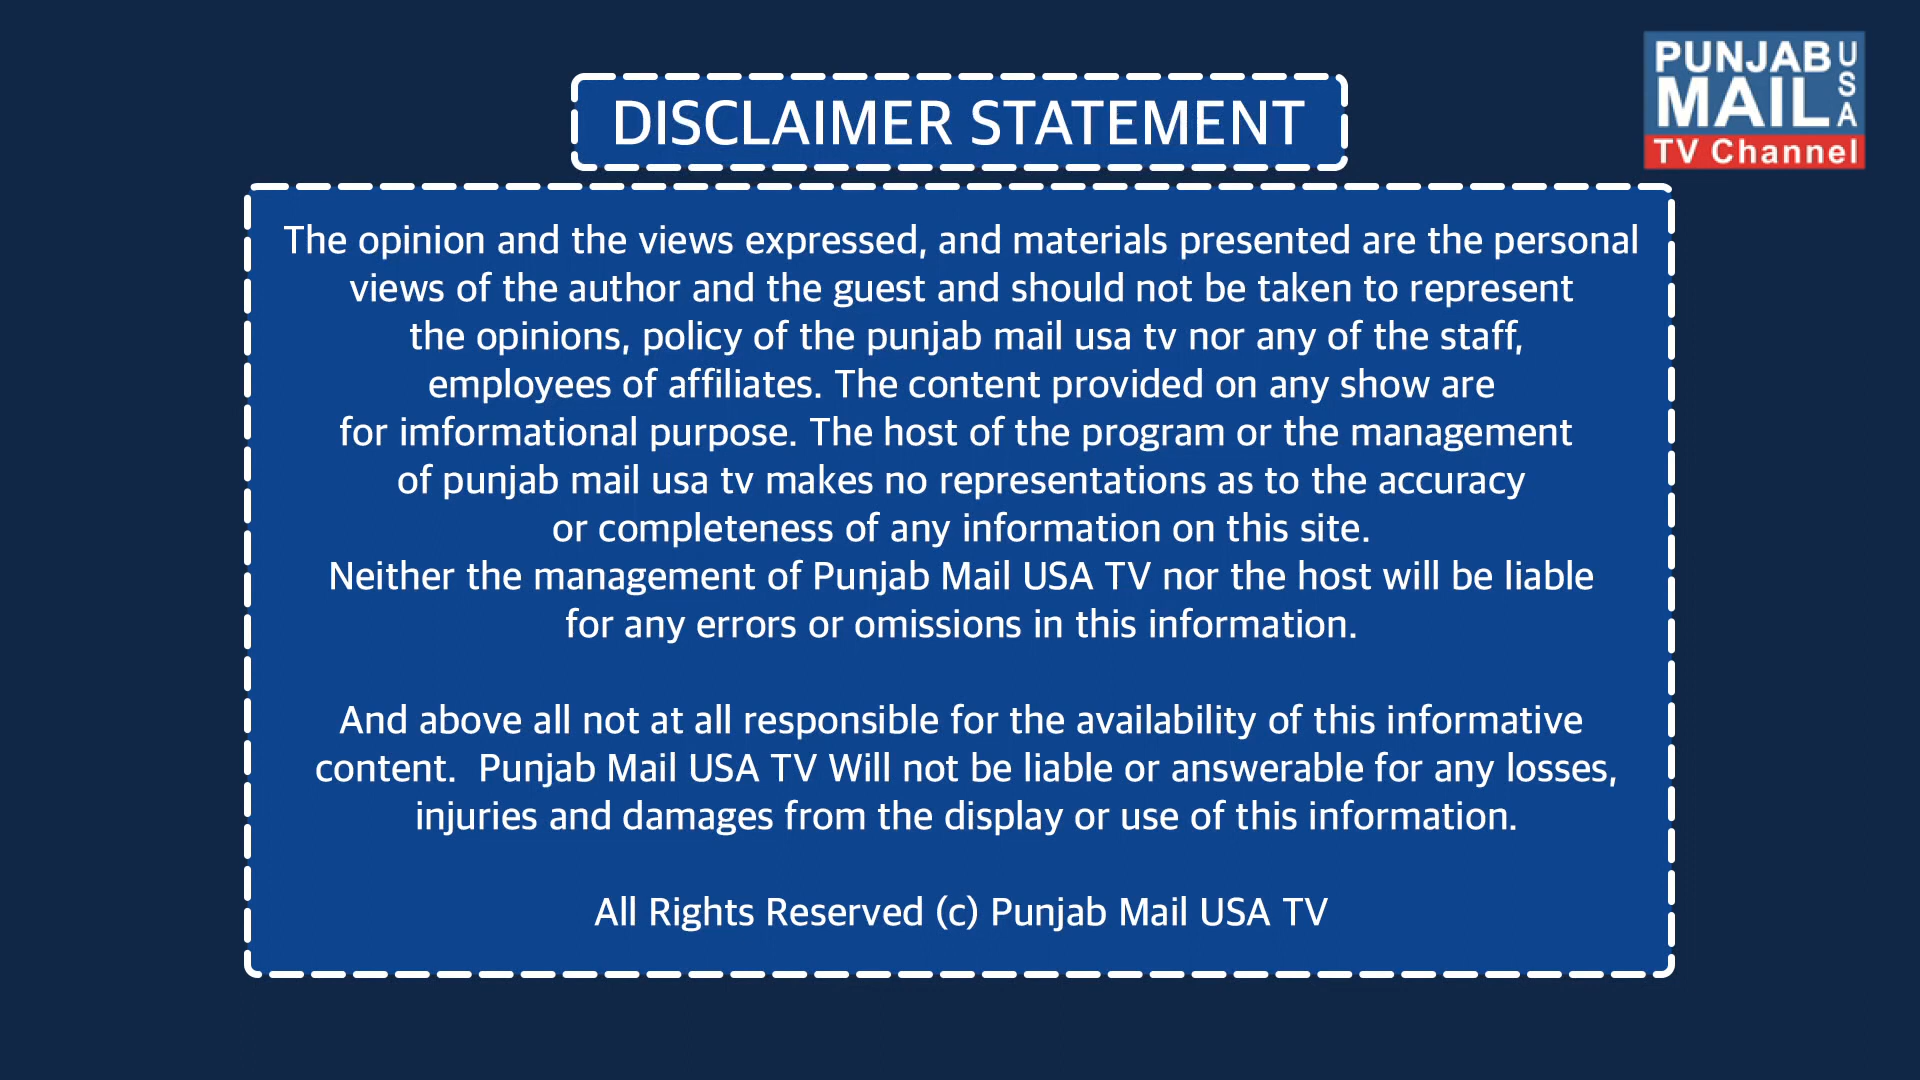 PUNJAB USA
MAIL
TV Channel
DISCLAIMER STATEMENT
The opinion and the views expressed, and materials presented are the personal
views of the author and the guest and should not be taken to represent
the opinions, policy of the punjab mail usa tv nor any of the staff,
employees of affiliates. The content provided on any show are
for imformational purpose. The host of the program or the management
of punjab mail usa tv makes no representations as to the accuracy
or completeness of any information on this site.
Neither the management of Punjab Mail USA TV nor the host will be liable
for any errors or omissions in this information.
And above all not at all responsible for the availability of this informative
content.  Punjab Mail USA TV Will not be liable or answerable for any losses,
injuries and damages from the display or use of this information.
All Rights Reserved (c) Punjab Mail USA TV